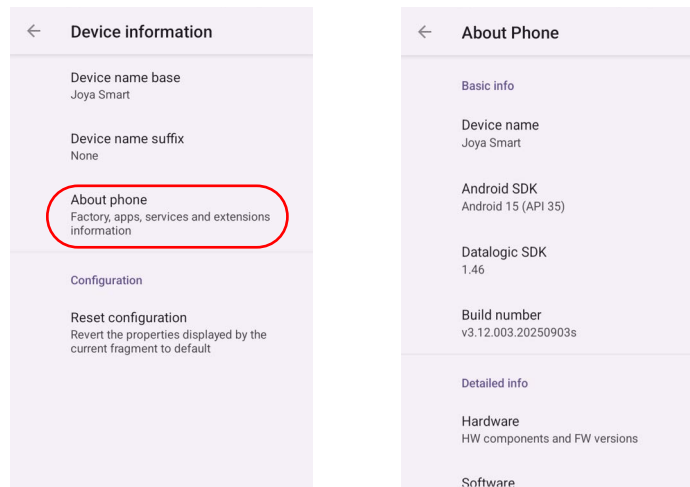 Device information
Device name base
Joya Smart
Device name suffix
None
About phone
Factory, apps, services and extensions
information
Configuration
Reset configuration
Revert the properties displayed by the
current fragment to default
About Phone
Basic info
Device name
Joya Smart
Android SDK
Android 15 (API 35)
Datalogic SDK
1.46
Build number
v3.12.003.20250903s
Detailed info
Hardware
HW components and FW versions
Software